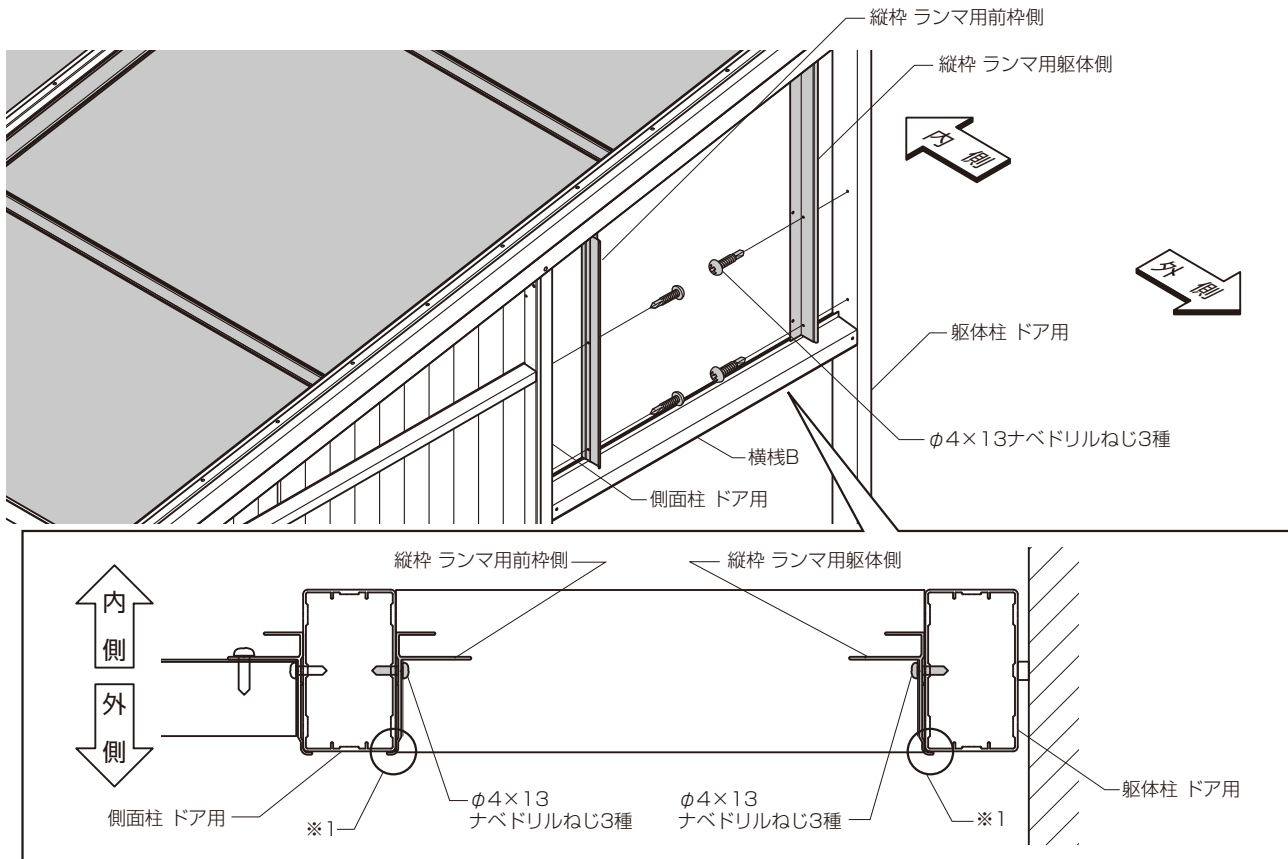 縦枠 ランマ用前枠側
縦枠 ランマ用躯体側
内側
外側
躯体柱 ドア用
φ4×13ナベドリルねじ3種
横桟B
側面柱 ドア用
縦枠 ランマ用前枠側
縦枠 ランマ用躯体側
内側
外側
側面柱 ドア用
※1
φ4×13
ナベドリルねじ3種
φ4×13
ナベドリルねじ3種
※1
躯体柱 ドア用